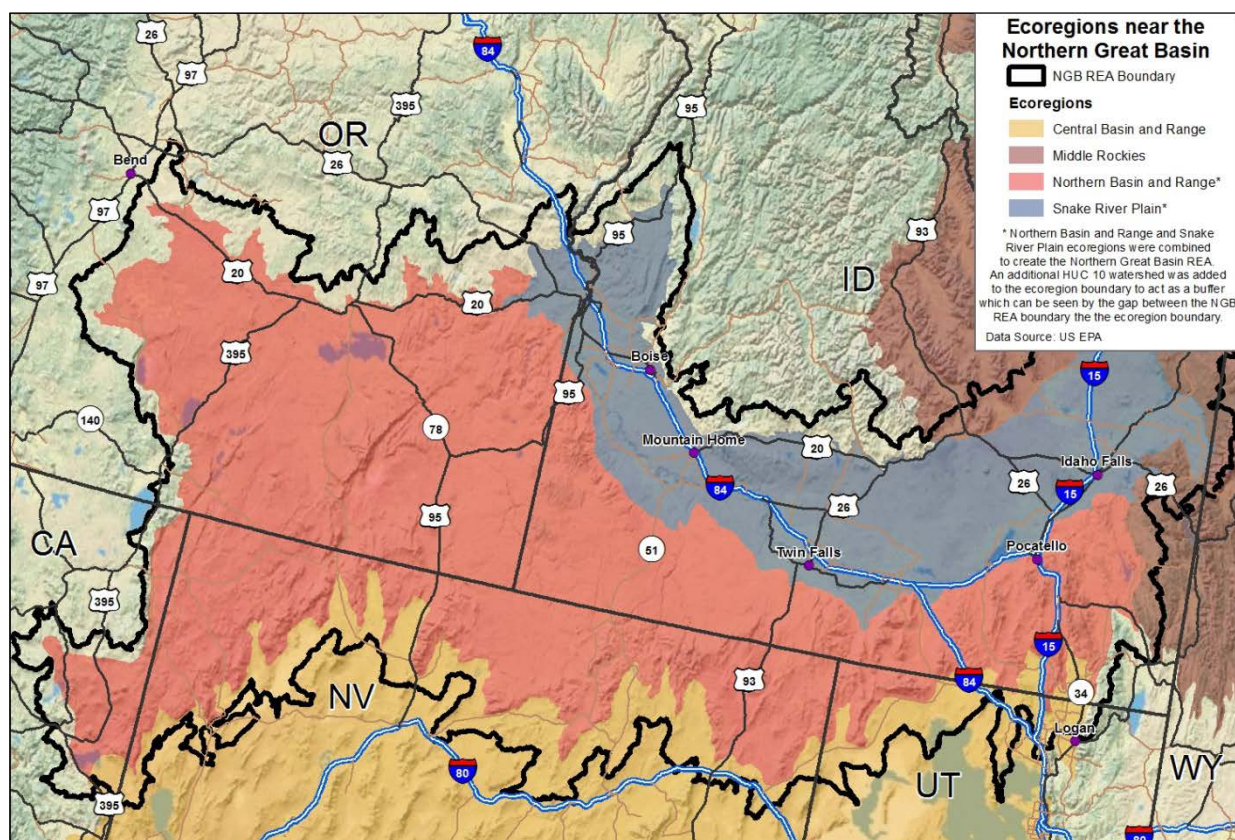 Ecoregions near the
Northern Great Basin
NGB REA Boundary
Ecoregions
Central Basin and Range
Middle Rockies
Northern Basin and Range*
Snake River Plain*
* Northern Basin and Range and Snake
River Plain ecoregions were combined
to create the Northern Great Basin REA.
An additional HUC 10 watershed was added
to the ecoregion boundary to act as a buffer
which can be seen by the gap between the NGB
REA boundary the the ecoregion boundary.
Data Source: US EPA
26
84
97
395
95
OR
26
Bend
26
97
95
93
20
97
20
ID
395
Boise
95
15
140
78
Mountain Home
20
Idaho Falls
84
26
26
15
26
95
CA
51
Twin Falls
Pocatello
395
15
93
84
34
NV
Logan
80
UT
WY
395
80